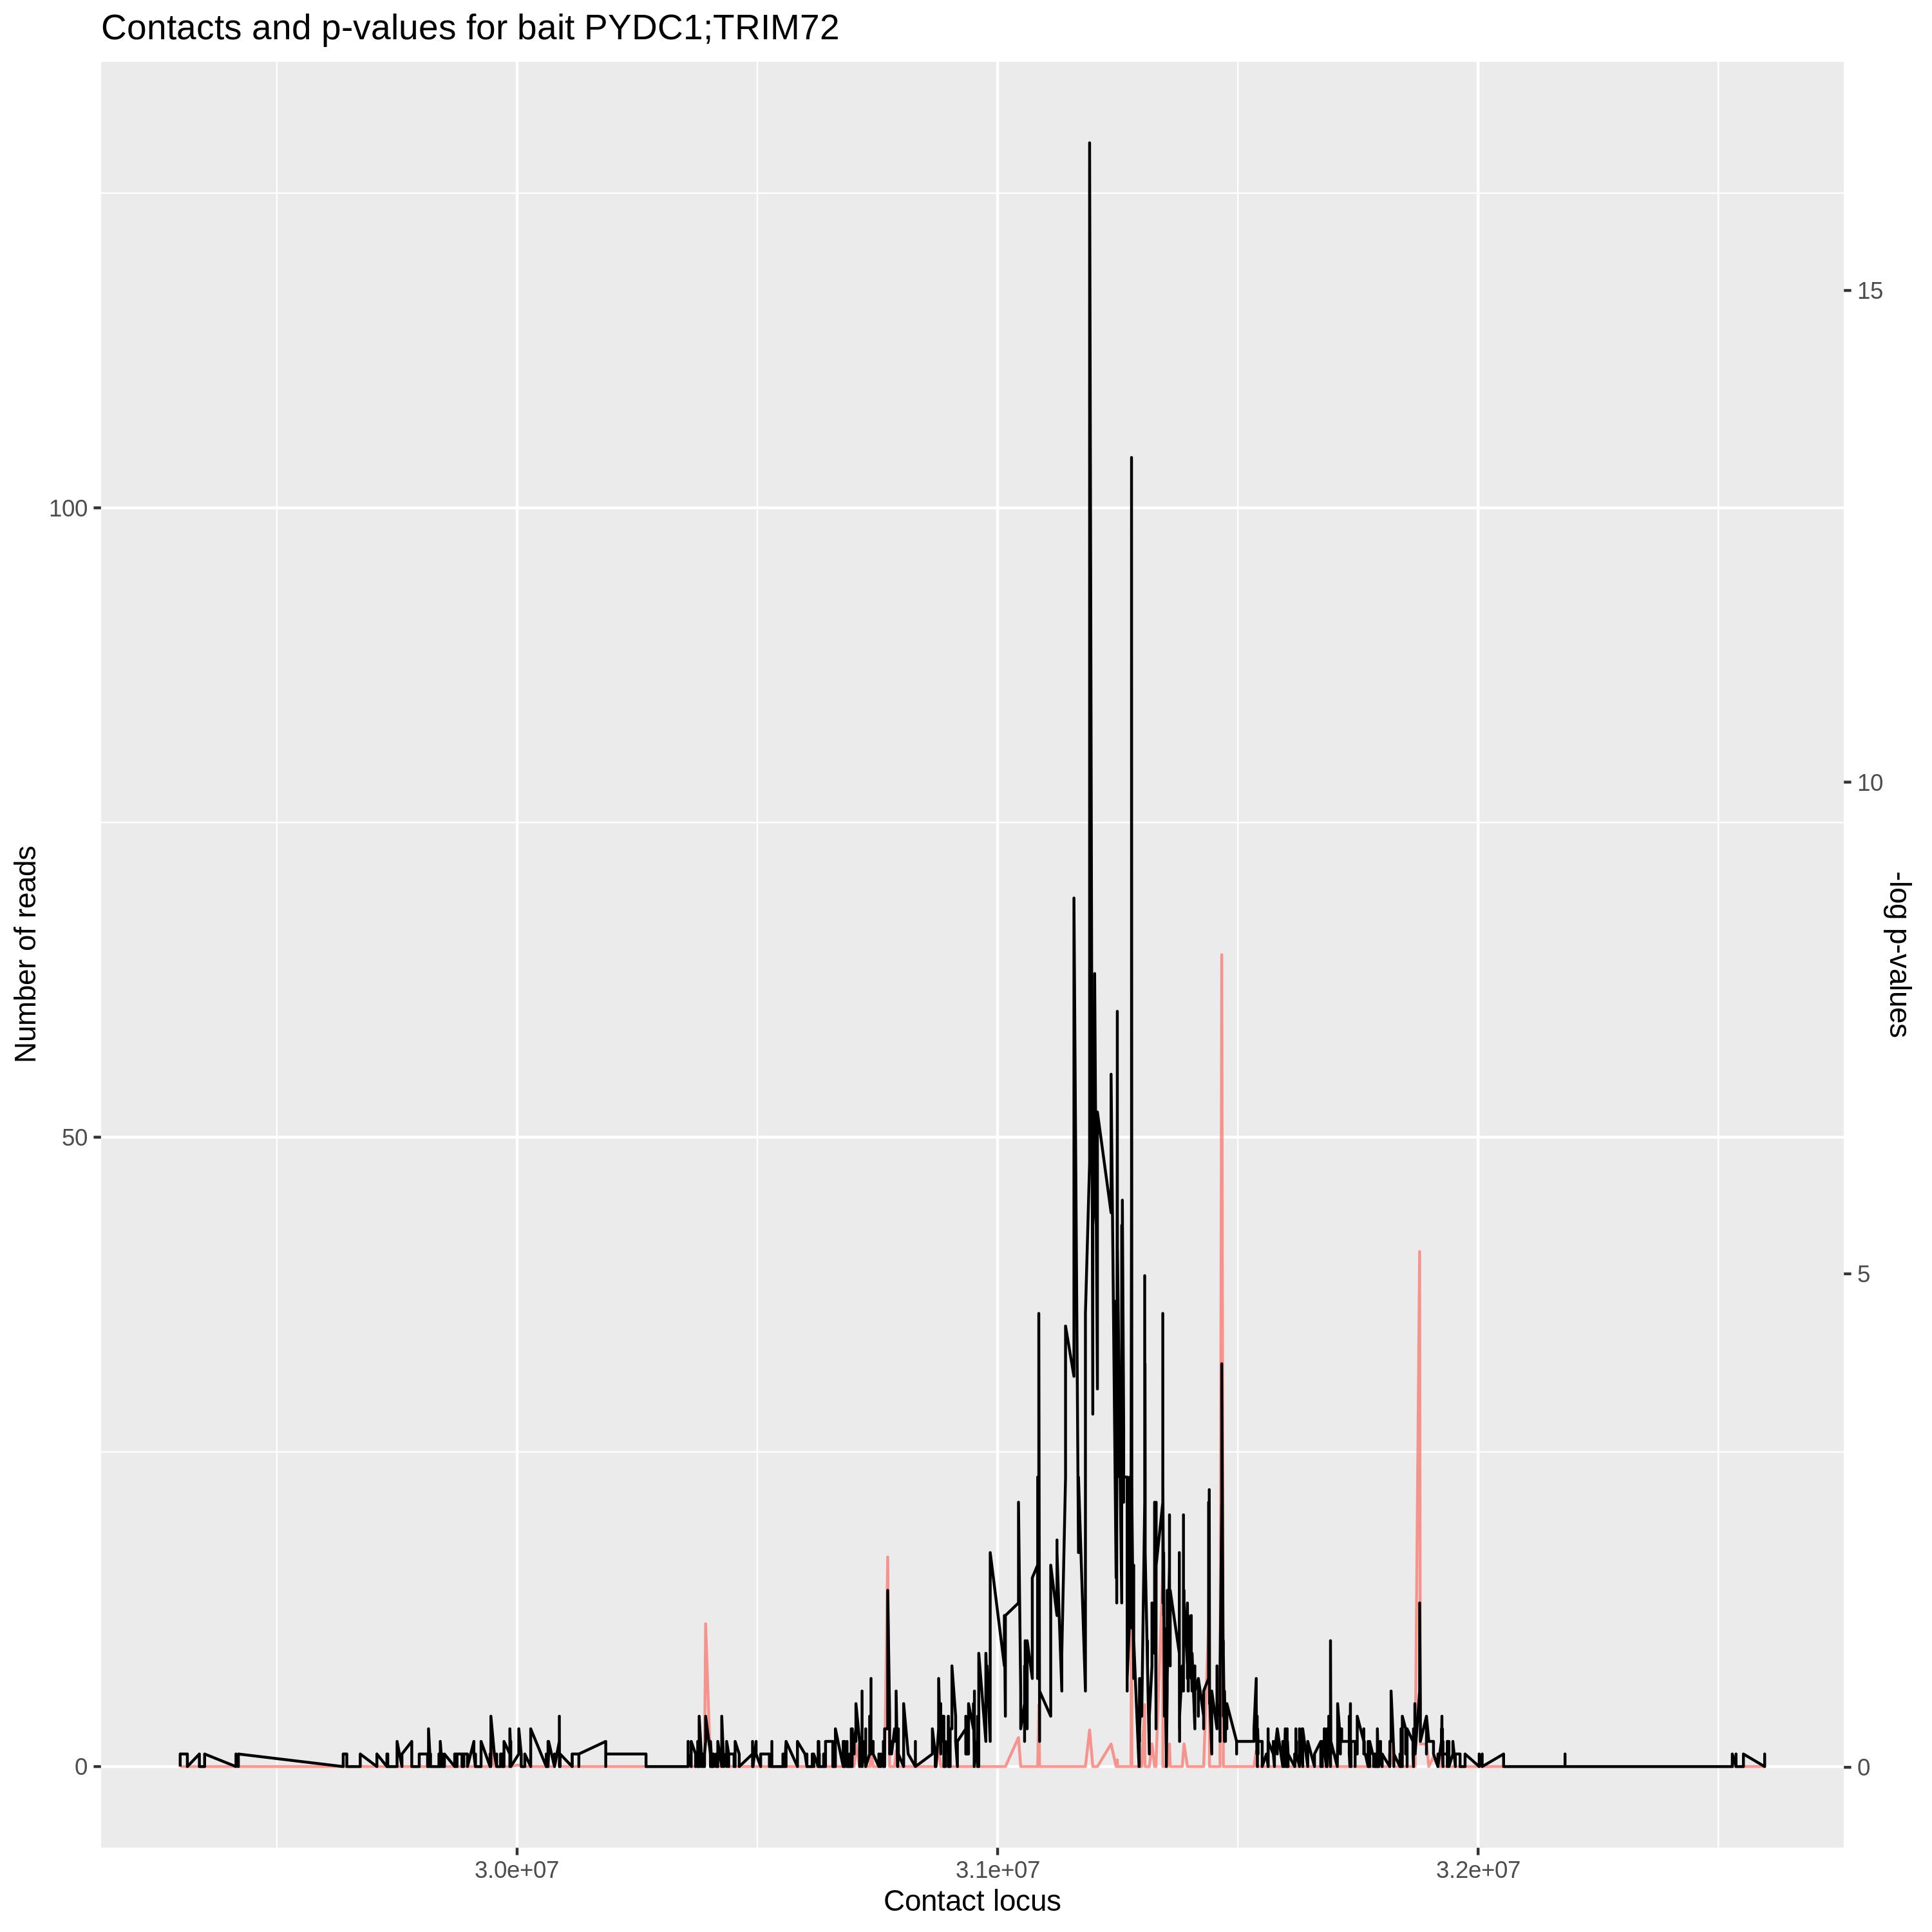 Contacts and p-values for bait PYDC1;TRIM72
Number of reads
100
50
0
15
10
5
0
-log p-values
3.0e+07
3.1e+07
3.2e+07
Contact locus